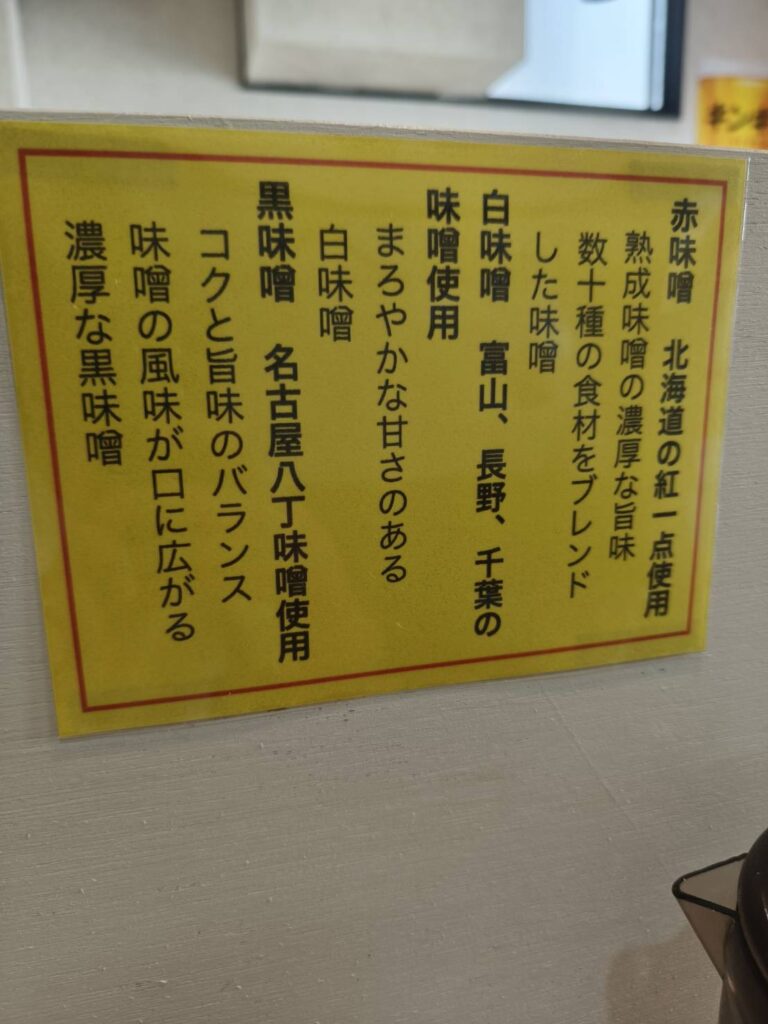 赤味噌　北海道の紅一点使用
熟成味噌の濃厚な旨味
数十種の食材をブレンド
した味噌
白味噌　富山、長野、千葉の
味噌使用
まろやかな甘さのある
白味噌
黒味噌　名古屋八丁味噌使用
コクと旨味のバランス
味噌の風味が口に広がる
濃厚な黒味噌